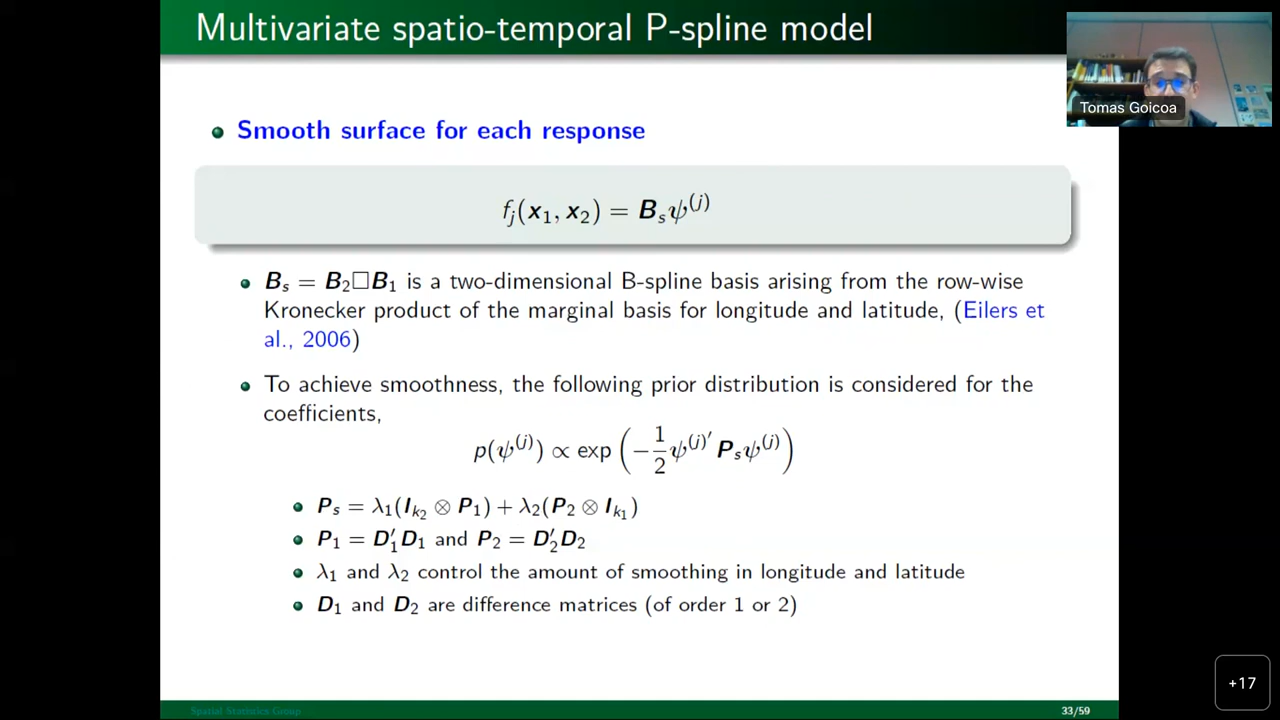 Multivariate spatio-temporal P-spline model
Tomas Goicoa
Smooth surface for each response
f_j(x_1, x_2) = B_s ψ^(j)
B_s = B_2□B_1 is a two-dimensional B-spline basis arising from the row-wise
Kronecker product of the marginal basis for longitude and latitude, (Eilers et
al., 2006)
To achieve smoothness, the following prior distribution is considered for the
coefficients,
p(ψ^(j)) ∝ exp(−1/2 ψ^(j)′ P_s ψ^(j))
P_s = λ_1(I_k_2 ⊗ P_1) + λ_2(P_2 ⊗ I_k_1)
P_1 = D′_1 D_1 and P_2 = D′_2 D_2
λ_1 and λ_2 control the amount of smoothing in longitude and latitude
D_1 and D_2 are difference matrices (of order 1 or 2)
+17
Spatial Statistics Group
33/59